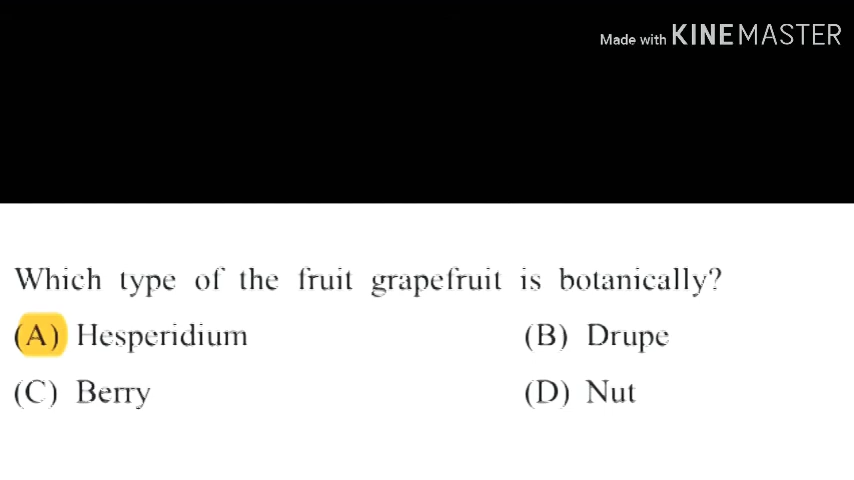 Made with KINEMASTER
Which type of the fruit grapefruit is botanically?
(A) Hesperidium (B) Drupe
(C) Berry (D) Nut